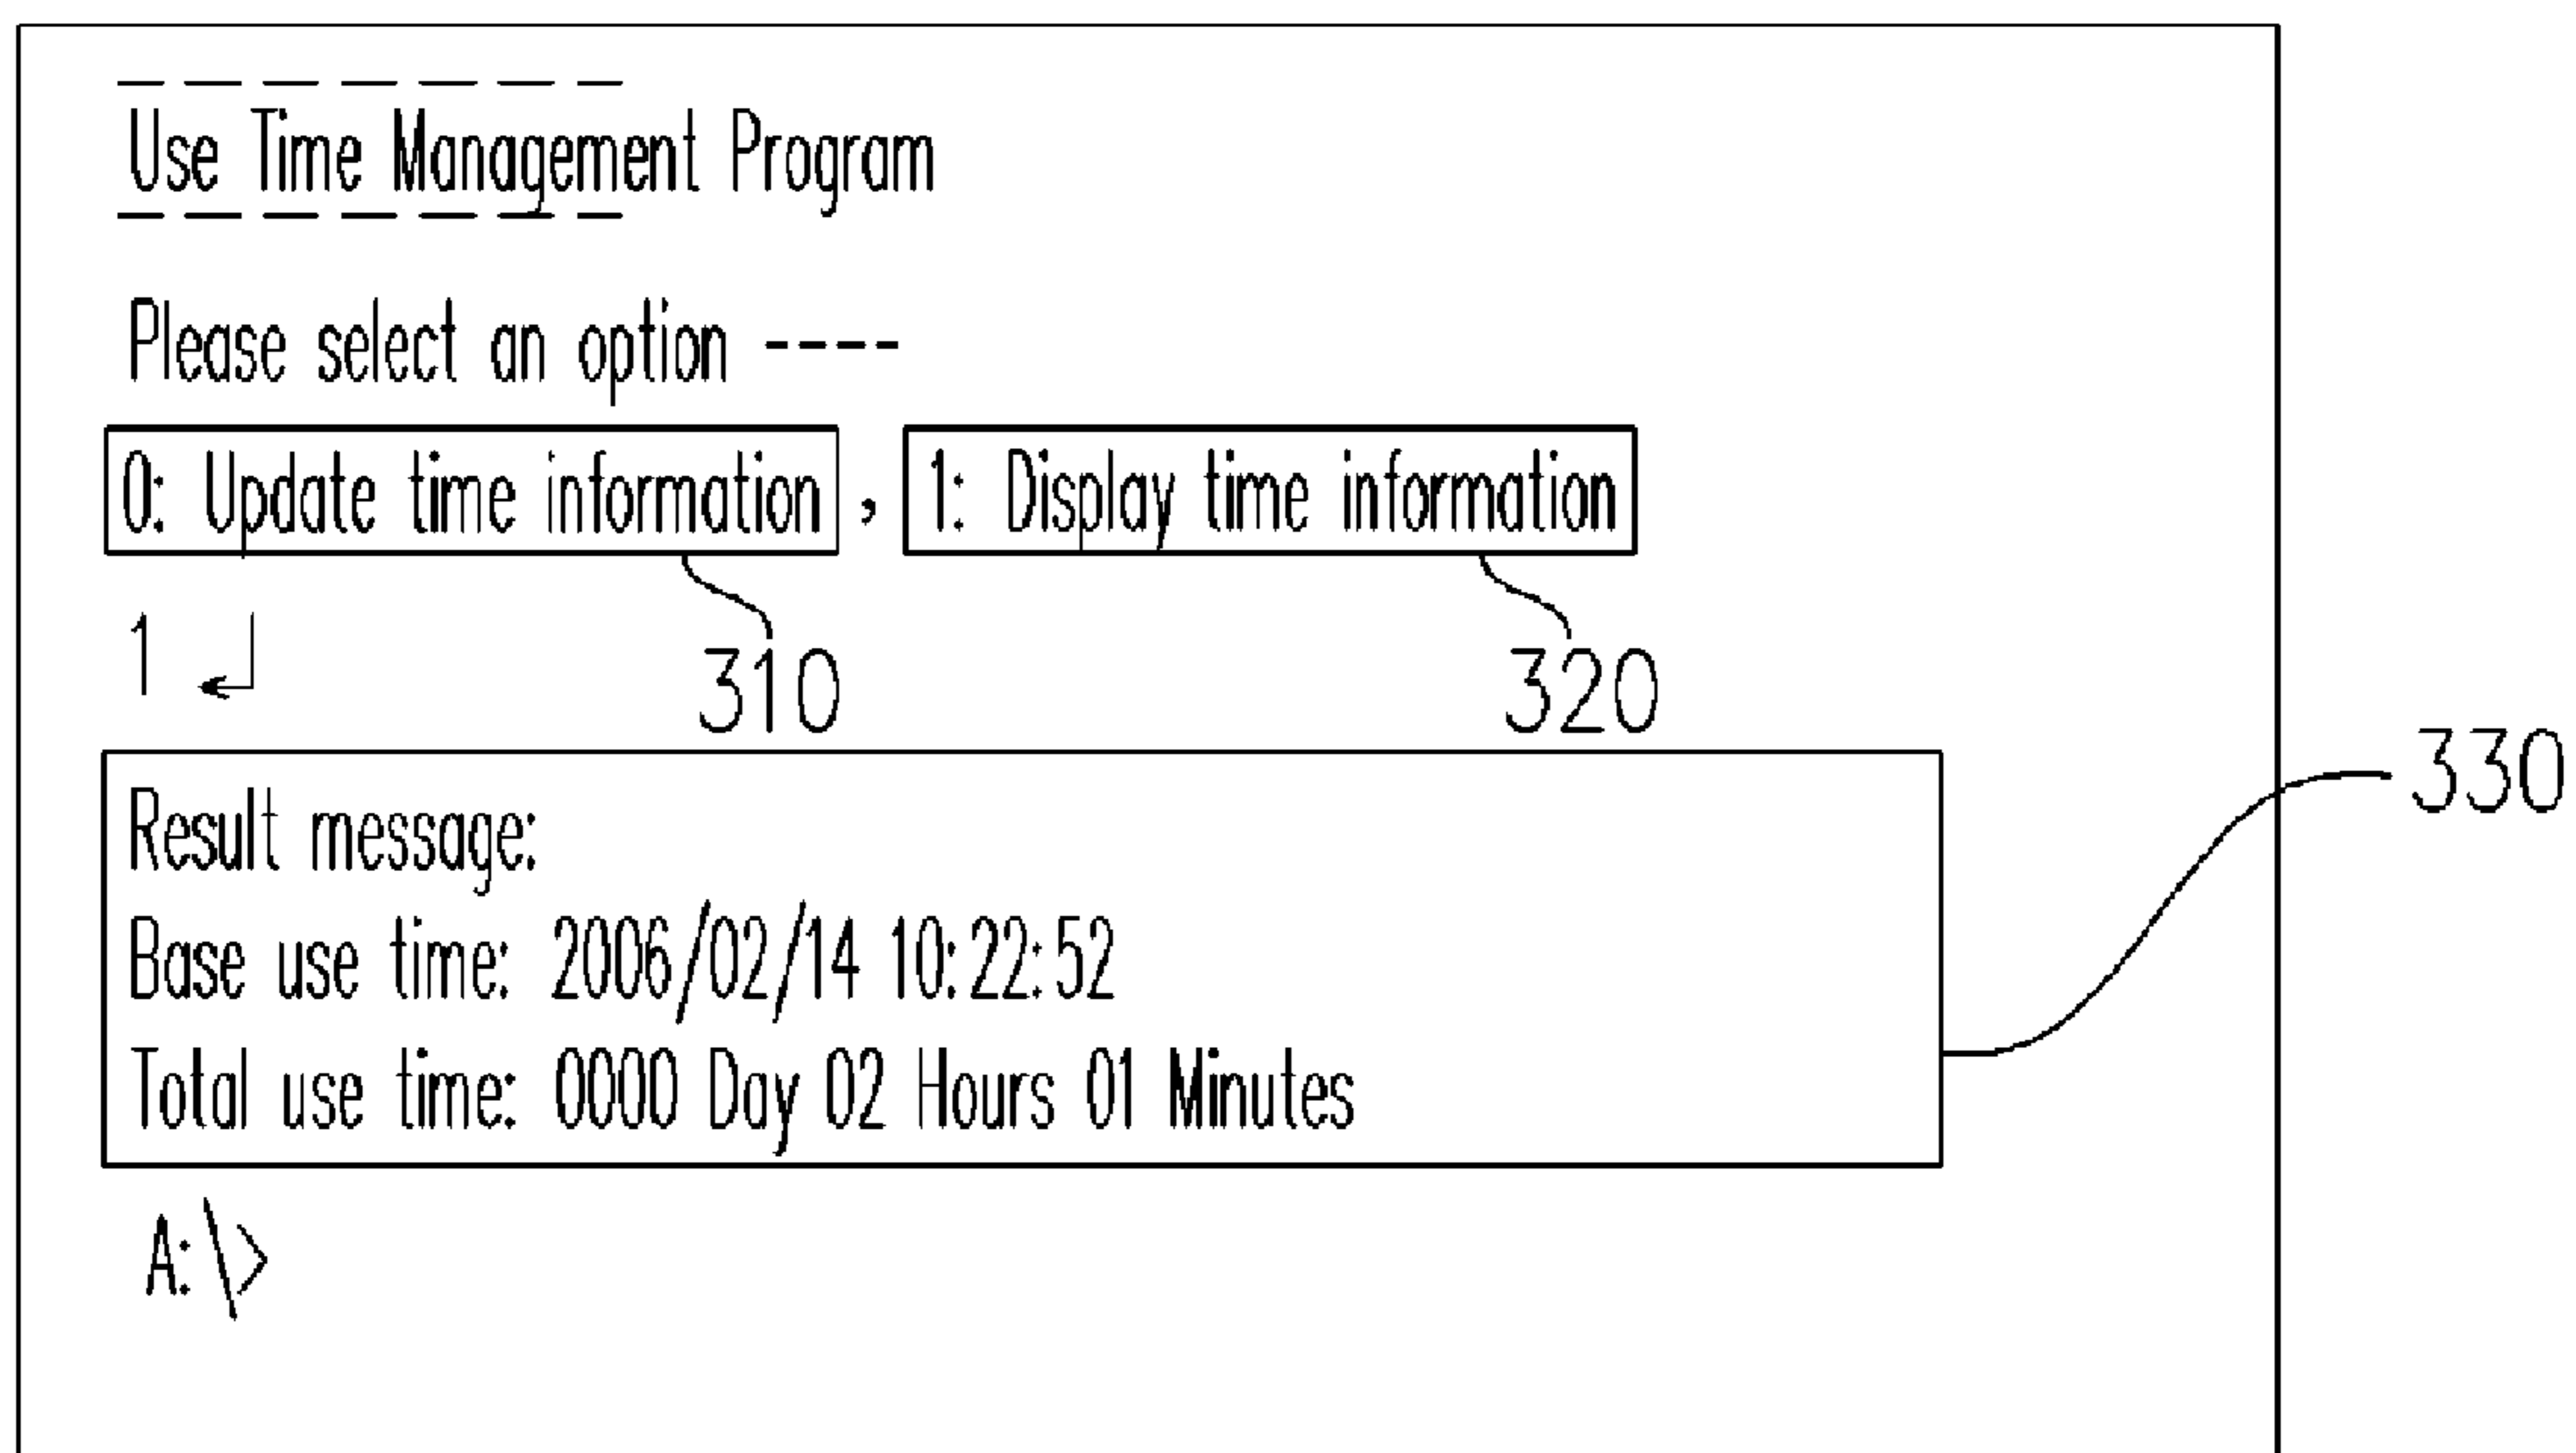 Use Time Management Program
Please select an option ----
0: Update time information , 1: Display time information
1 ↵
310 320
330
Result message:
Base use time: 2006/02/14 10:22:52
Total use time: 0000 Day 02 Hours 01 Minutes
A:\>